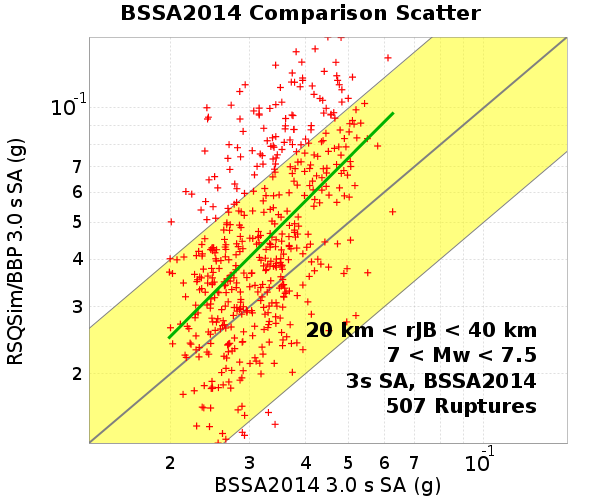 BSSA2014 Comparison Scatter
RSQSim/BBP 3.0 s SA (g)
10-1
7
6
5
4
3
2
20 km < rJB < 40 km
7 < Mw < 7.5
3s SA, BSSA2014
507 Ruptures
2 3 4 5 6 7 10-1
BSSA2014 3.0 s SA (g)